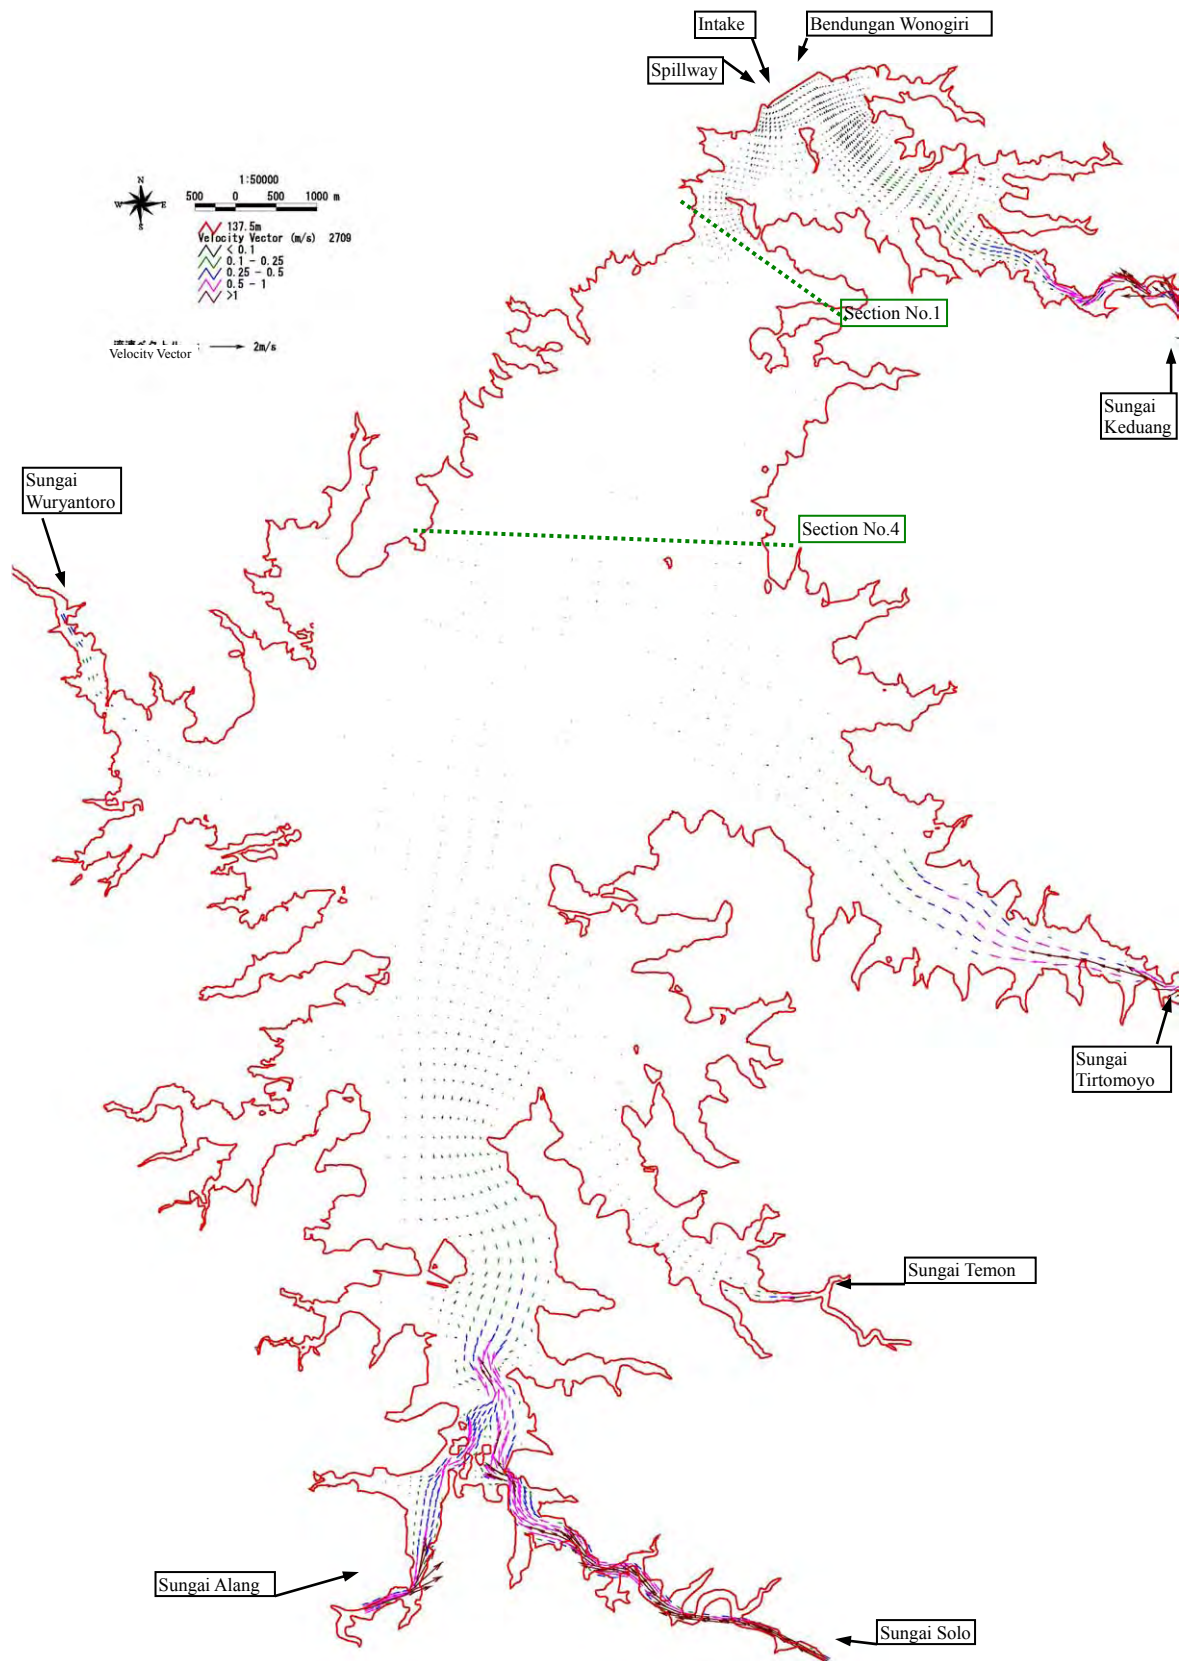 Intake
Bendungan Wonogiri
Spillway
N
W E
S
1:50000
500 0 500 1000 m
137.5m
Velocity Vector (m/s) 2709
< 0.1
0.1 - 0.25
0.25 - 0.5
0.5 - 1
>1
: 2m/s
Velocity Vector
Section No.1
Sungai
Keduang
Sungai
Wuryantoro
Section No.4
Sungai
Tirtomoyo
Sungai Temon
Sungai Alang
Sungai Solo